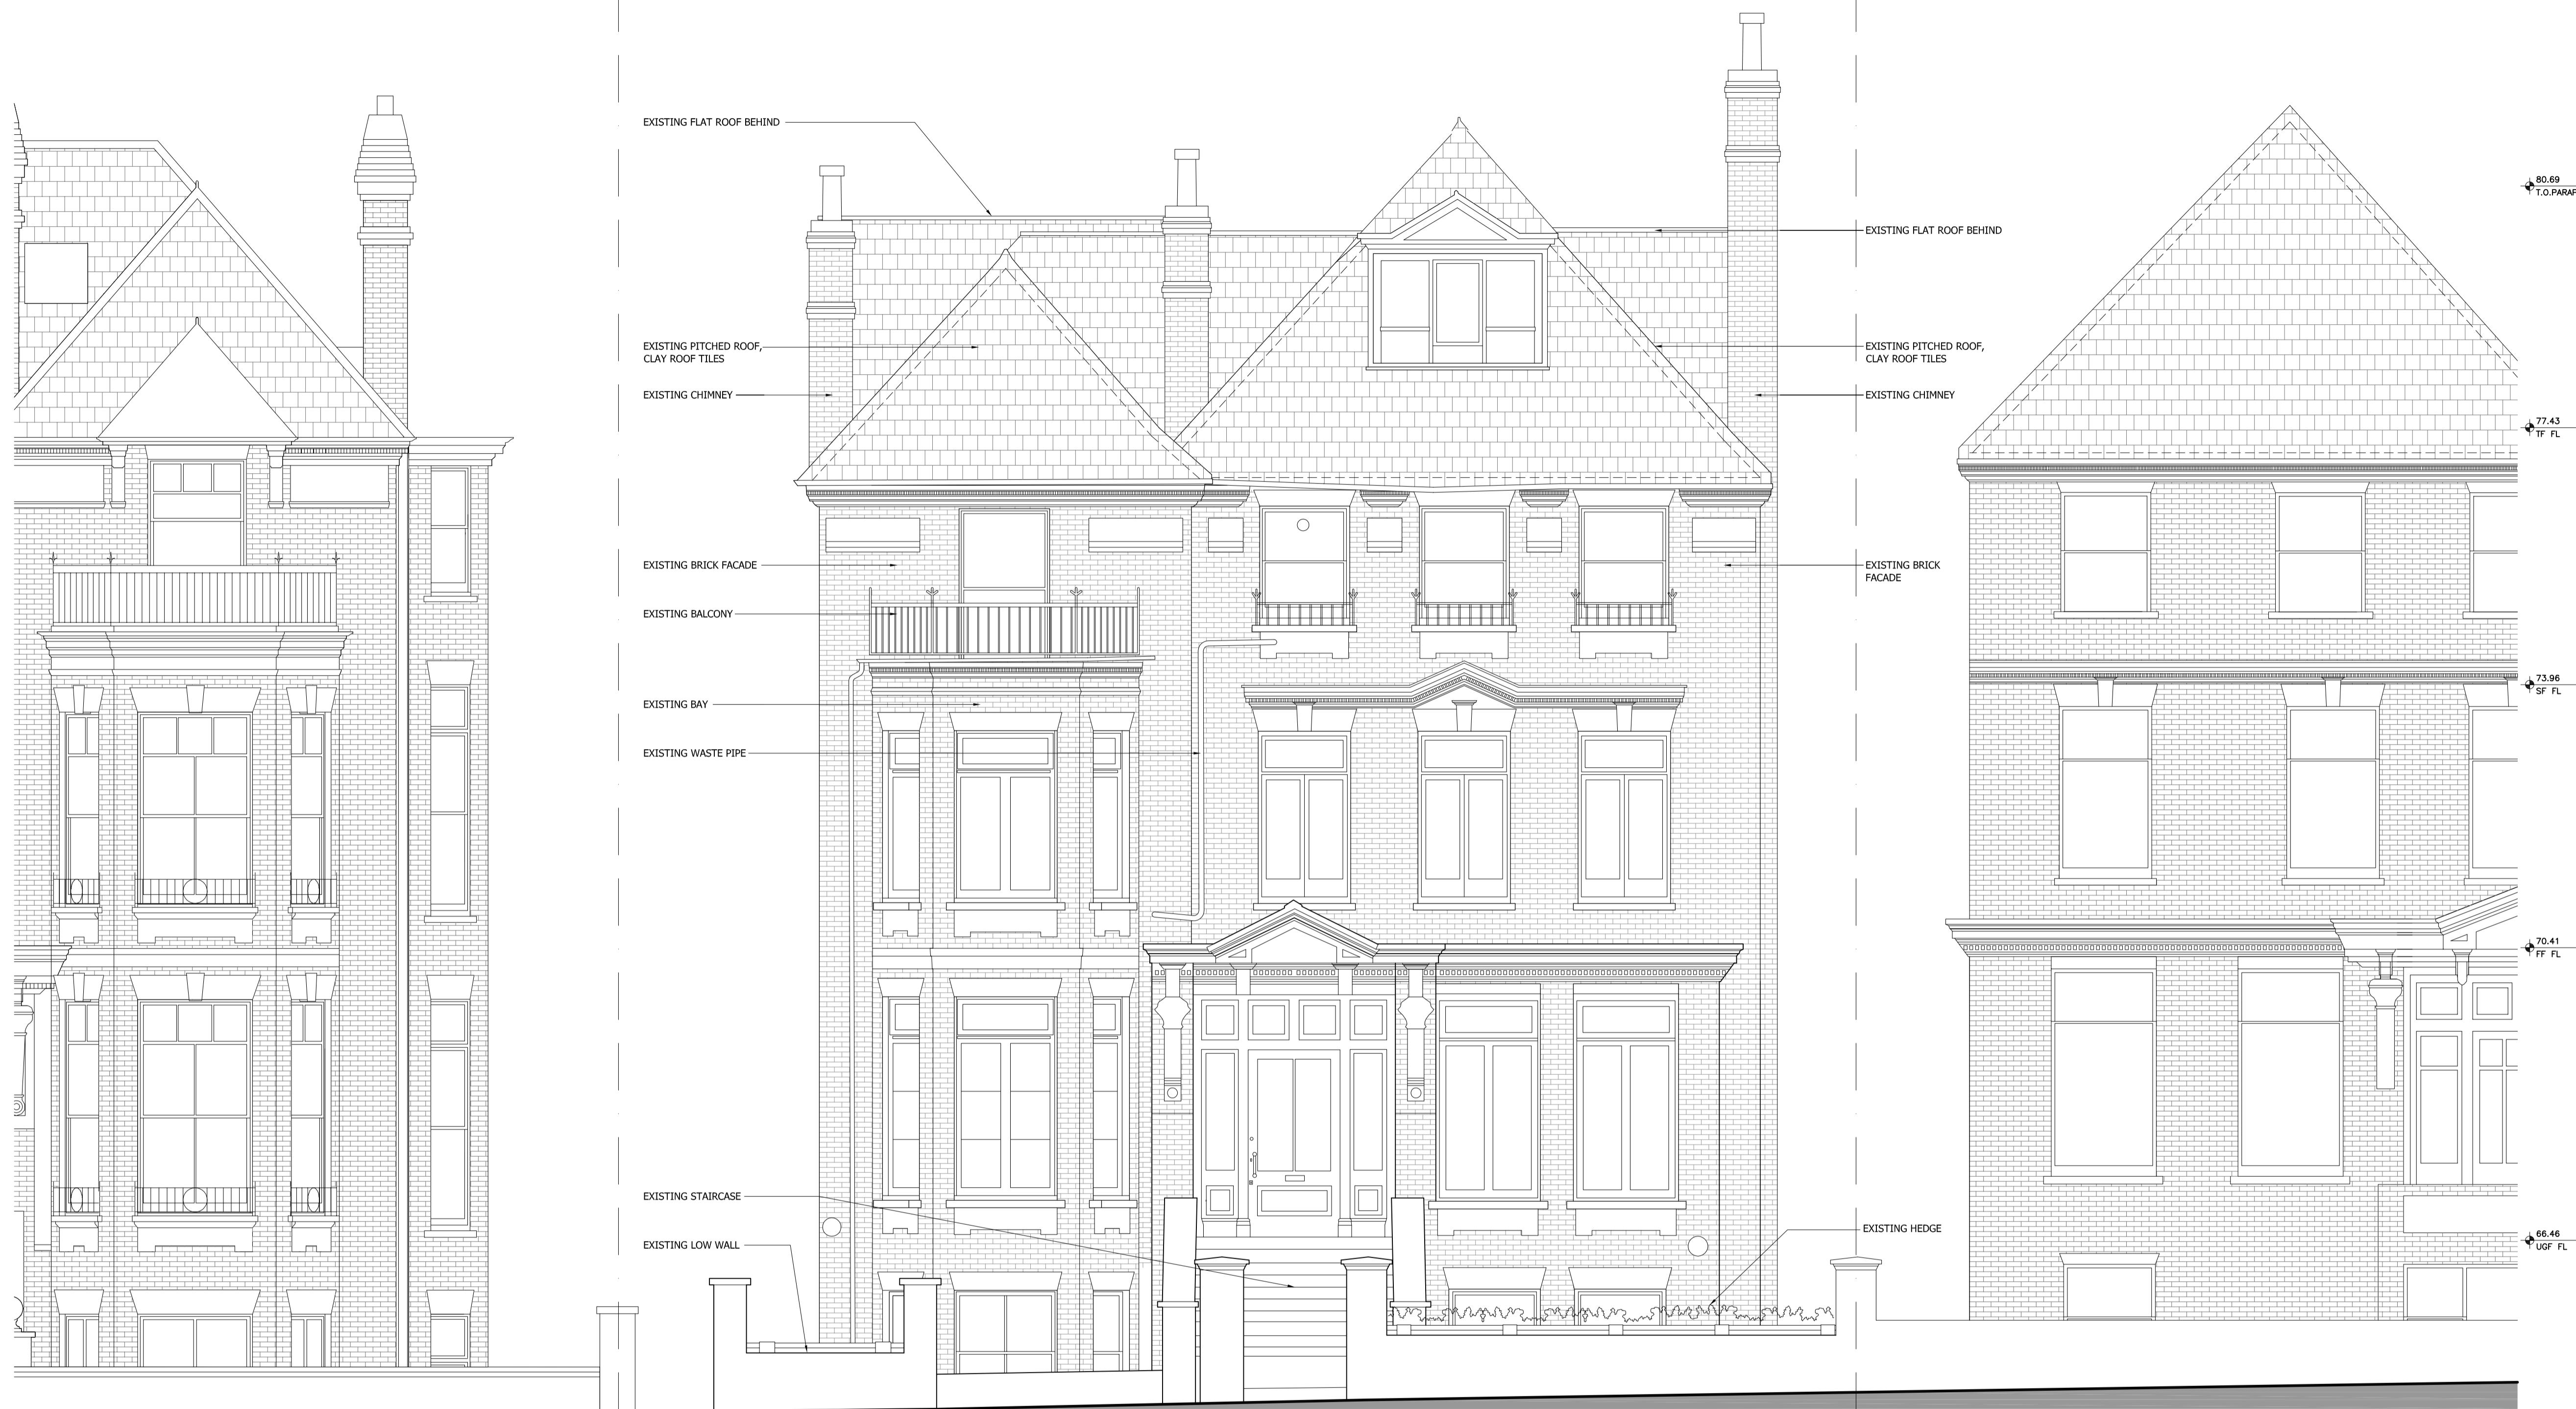 EXISTING FLAT ROOF BEHIND
EXISTING PITCHED ROOF,
CLAY ROOF TILES
EXISTING CHIMNEY
EXISTING BRICK FACADE
EXISTING BALCONY
EXISTING BAY
EXISTING WASTE PIPE
EXISTING STAIRCASE
EXISTING LOW WALL
EXISTING FLAT ROOF BEHIND
EXISTING PITCHED ROOF,
CLAY ROOF TILES
EXISTING CHIMNEY
EXISTING BRICK
FACADE
EXISTING HEDGE
80.69
T.O.PARAP
77.43
TF FL
73.96
SF FL
70.41
FF FL
66.46
UGF FL